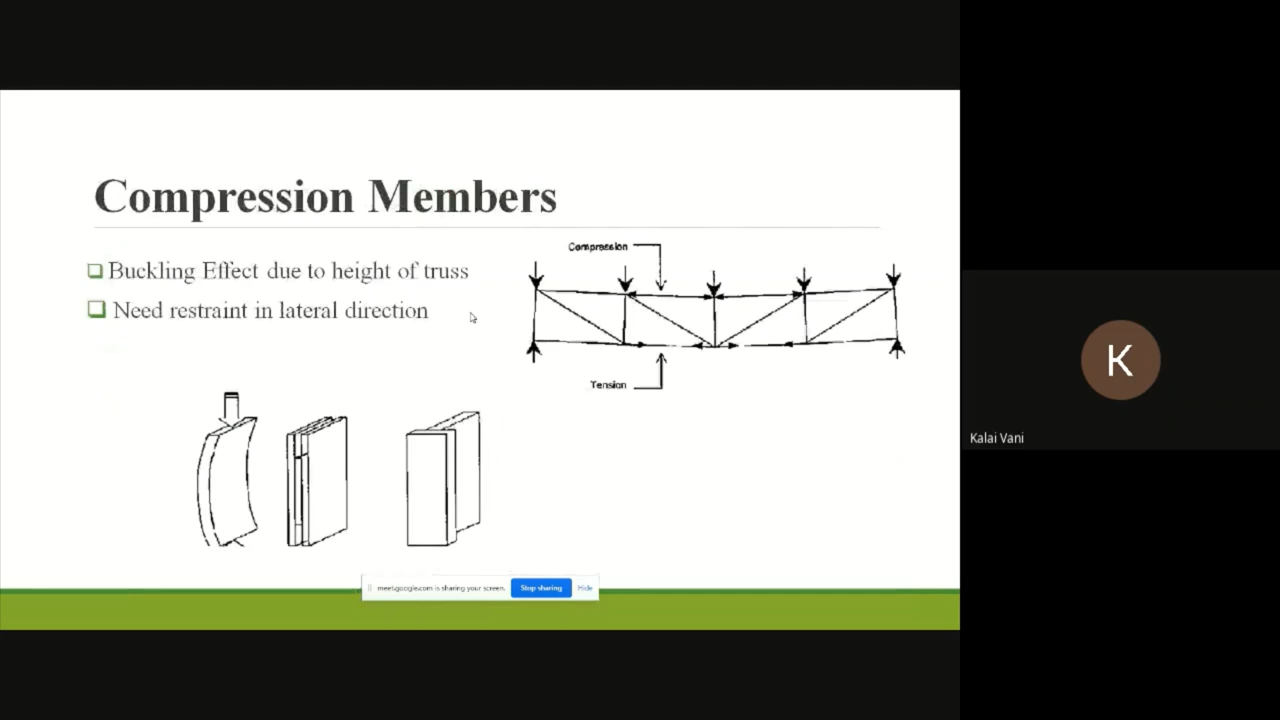 Compression Members
Buckling Effect due to height of truss
Need restraint in lateral direction
Compression
Tension
meet.google.com is sharing your screen.
Stop sharing
Hide
K
Kalai Vani